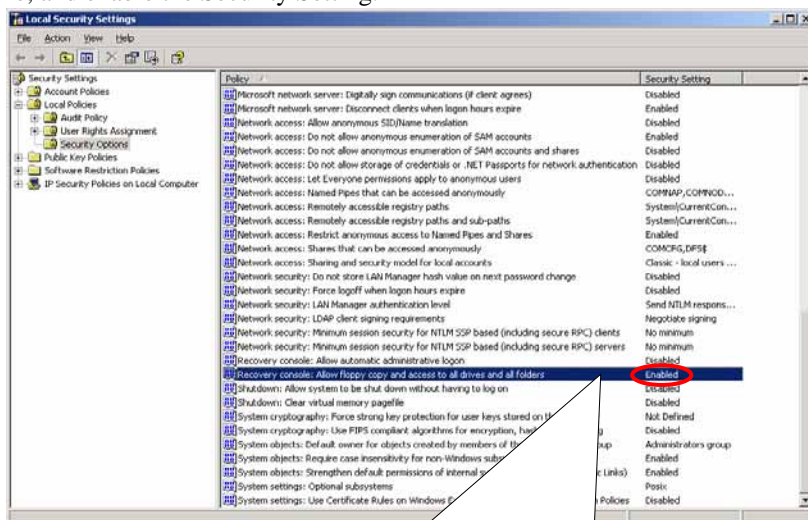 Local Security Settings
File Action View Help
Security Settings
Account Policies
Local Policies
Audit Policy
User Rights Assignment
Security Options
Public Key Policies
Software Restriction Policies
IP Security Policies on Local Computer
Policy Security Setting
Microsoft network server: Digitally sign communications (if client agrees) Disabled
Microsoft network server: Disconnect clients when logon hours expire Enabled
Network access: Allow anonymous SID/Name translation Disabled
Network access: Do not allow anonymous enumeration of SAM accounts Enabled
Network access: Do not allow anonymous enumeration of SAM accounts and shares Disabled
Network access: Do not allow storage of credentials or .NET Passports for network authentication Disabled
Network access: Let Everyone permissions apply to anonymous users Disabled
Network access: Named Pipes that can be accessed anonymously COMNAP,COMNOD...
Network access: Remotely accessible registry paths System\CurrentCon...
Network access: Remotely accessible registry paths and sub-paths System\CurrentCon...
Network access: Restrict anonymous access to Named Pipes and Shares Enabled
Network access: Shares that can be accessed anonymously COMCFG,DFS$
Network access: Sharing and security model for local accounts Classic - local users ...
Network security: Do not store LAN Manager hash value on next password change Disabled
Network security: Force logoff when logon hours expire Disabled
Network security: LAN Manager authentication level Send NTLM respons...
Network security: LDAP client signing requirements Negotiate signing
Network security: Minimum session security for NTLM SSP based (including secure RPC) clients No minimum
Network security: Minimum session security for NTLM SSP based (including secure RPC) servers No minimum
Recovery console: Allow automatic administrative logon Disabled
Recovery console: Allow floppy copy and access to all drives and all folders Enabled
Shutdown: Allow system to be shut down without having to log on Disabled
Shutdown: Clear virtual memory pagefile Disabled
System cryptography: Force strong key protection for user keys stored on Not Defined
System cryptography: Use FIPS compliant algorithms for encryption, Disabled
System objects: Default owner for objects created by members of Administrators group
System objects: Require case insensitivity for non-Windows Enabled
System objects: Strengthen default permissions of internal Links) Enabled
System settings: Optional subsystems Posix
System settings: Use Certificate Rules on Windows Policies Disabled